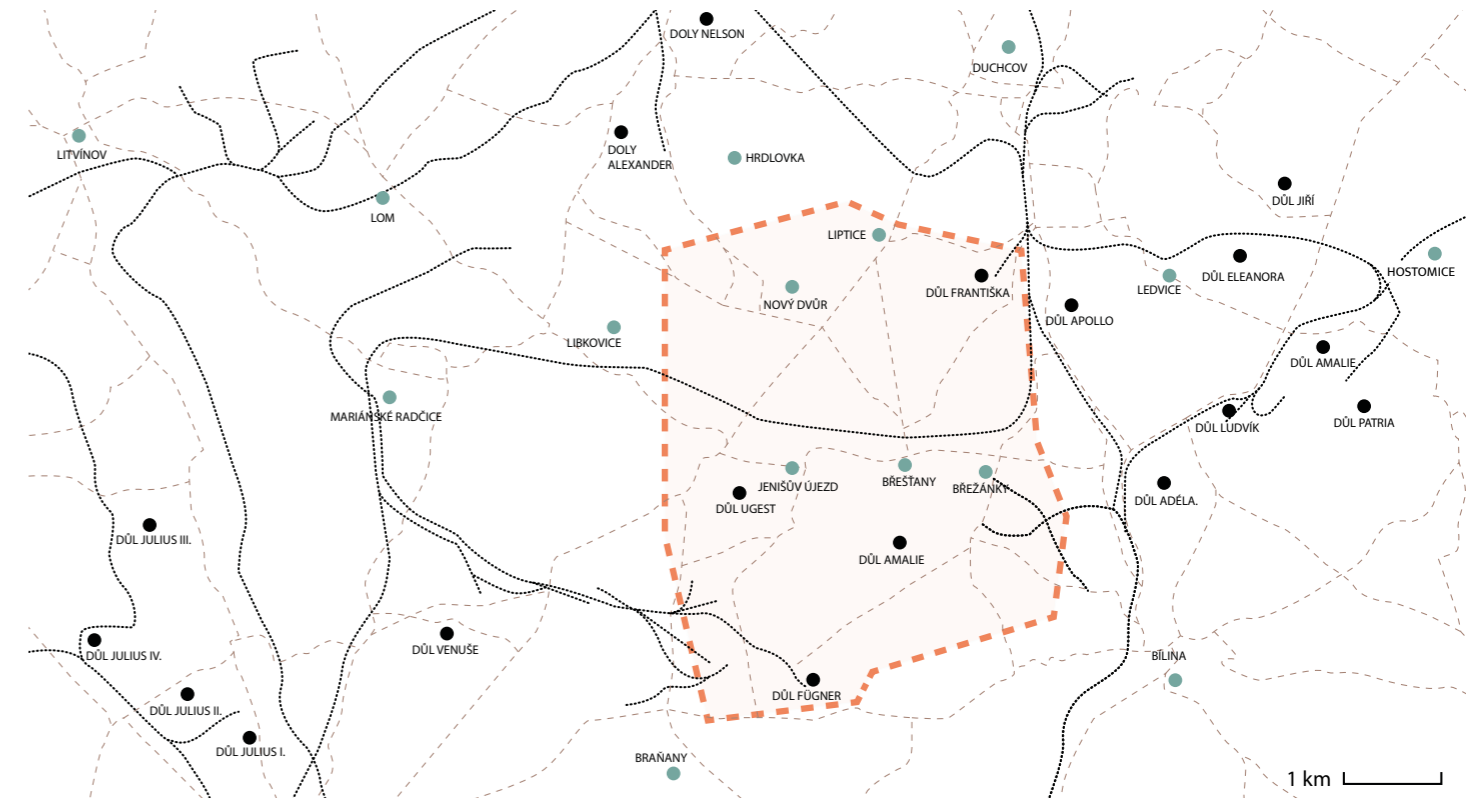 DOLY NELSON
DUCHCOV
LITVÍNOV
DOLY
ALEXANDER
HRDLOVKA
DŮL JIŘÍ
LOM
LIPTICE
HOSTOMICE
DŮL ELEANORA
LEDVICE
DŮL FRANTIŠKA
NOVÝ DVŮR
DŮL APOLLO
LIBKOVICE
DŮL AMALIE
MARIÁNSKÉ RADČICE
DŮL LUDVÍK
DŮL PATRIA
JENIŠŮV ÚJEZD
BŘEŠŤANY
BŘEŽÁNKY
DŮL UGEST
DŮL ADÉLA.
DŮL JULIUS III.
DŮL AMALIE
DŮL VENUŠE
DŮL JULIUS IV.
BÍLINA
DŮL FÜGNER
DŮL JULIUS II.
DŮL JULIUS I.
BRAŇANY
1 km